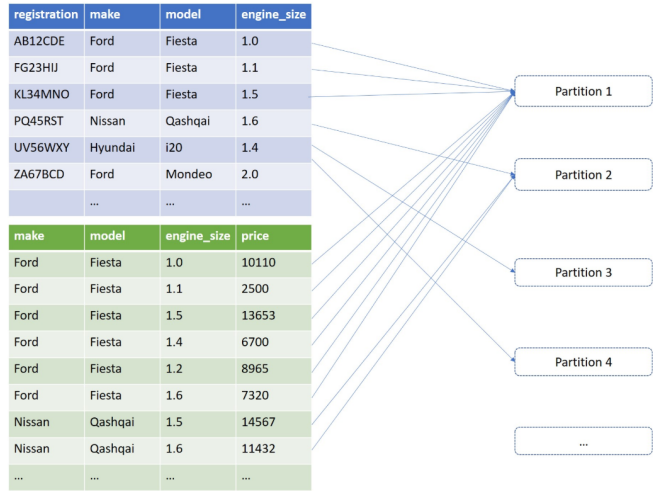 registration make model engine_size
AB12CDE Ford Fiesta 1.0
FG23HIJ Ford Fiesta 1.1
KL34MNO Ford Fiesta 1.5
PQ45RST Nissan Qashqai 1.6
UV56WXY Hyundai i20 1.4
ZA67BCD Ford Mondeo 2.0
... ... ...
make model engine_size price
Ford Fiesta 1.0 10110
Ford Fiesta 1.1 2500
Ford Fiesta 1.5 13653
Ford Fiesta 1.4 6700
Ford Fiesta 1.2 8965
Ford Fiesta 1.6 7320
Nissan Qashqai 1.5 14567
Nissan Qashqai 1.6 11432
... ... ... ...
Partition 1
Partition 2
Partition 3
Partition 4
...